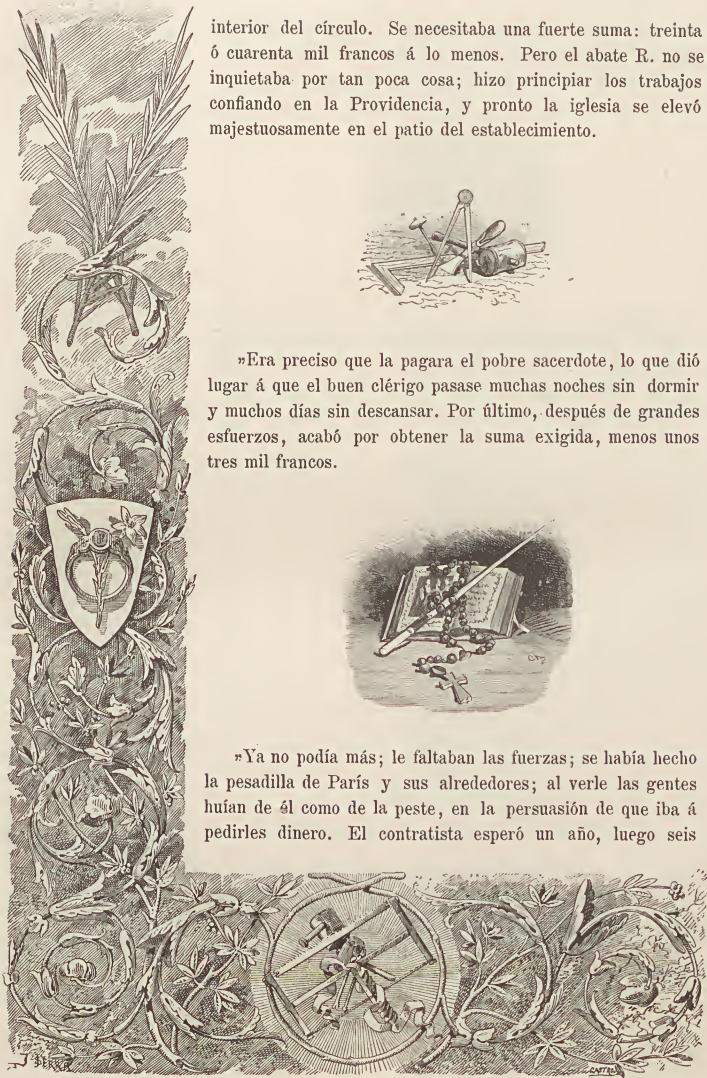 interior del círculo. Se necesitaba una fuerte suma: treinta
ó cuarenta mil francos á lo menos. Pero el abate R. no se
inquietaba por tan poca cosa; hizo principiar los trabajos
confiando en la Providencia, y pronto la iglesia se elevó
majestuosamente en el patio del establecimiento.
»Era preciso que la pagara el pobre sacerdote, lo que dió
lugar á que el buen clérigo pasase muchas noches sin dormir
y muchos días sin descansar. Por último, después de grandes
esfuerzos, acabó por obtener la suma exigida, menos unos
tres mil francos.
»Ya no podía más; le faltaban las fuerzas; se había hecho
la pesadilla de París y sus alrededores; al verle las gentes
huían de él como de la peste, en la persuasión de que iba á
pedirles dinero. El contratista esperó un año, luego seis